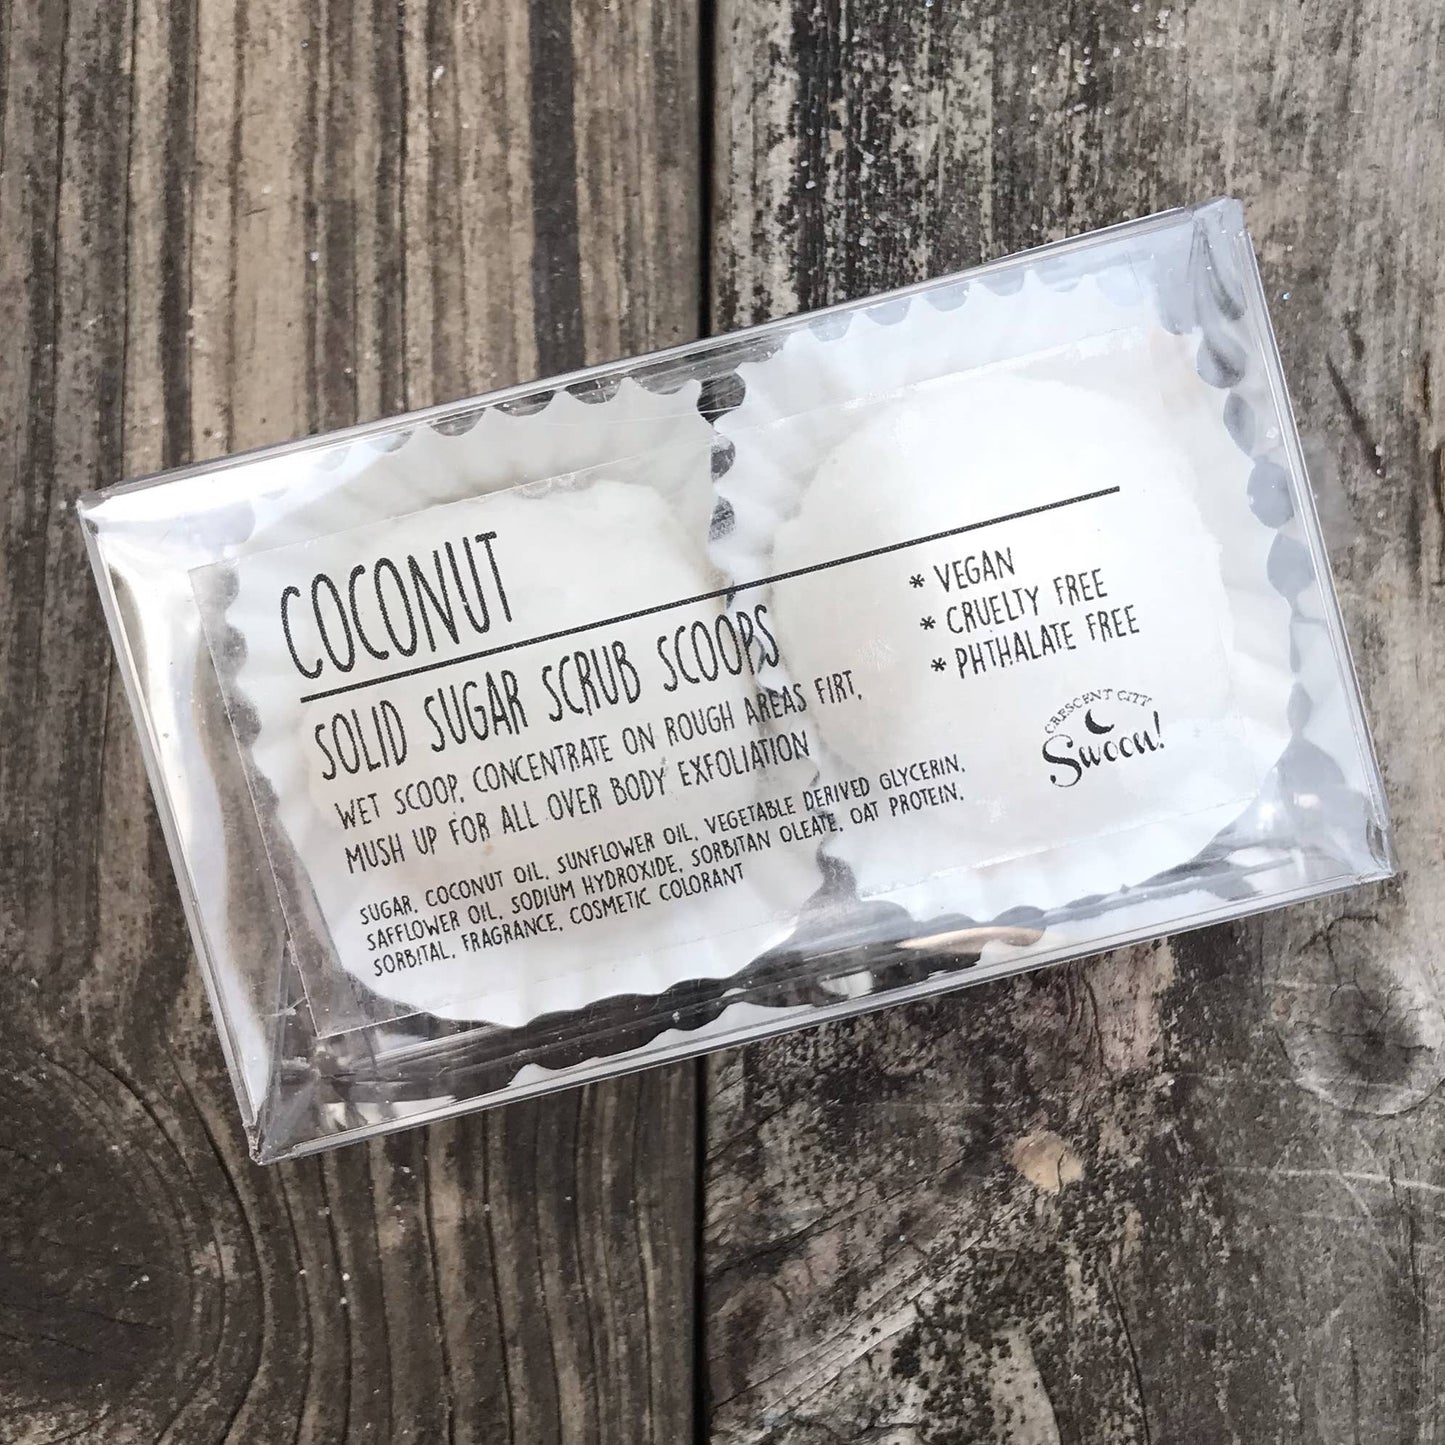 COCONUT
SOLID SUGAR SCRUB SCOOPS
WET SCOOP, CONCENTRATE ON ROUGH AREAS FIRT,
MUSH UP FOR ALL OVER BODY EXFOLIATION
SUGAR, COCONUT OIL, SUNFLOWER OIL, VEGETABLE DERIVED GLYCERIN,
SAFFLOWER OIL, SODIUM HYDROXIDE, SORBITAN OLEATE, OAT PROTEIN,
SORBITAL, FRAGRANCE, COSMETIC COLORANT
* VEGAN
* CRUELTY FREE
* PHTHALATE FREE
CRESCENT CITY
Swoon!